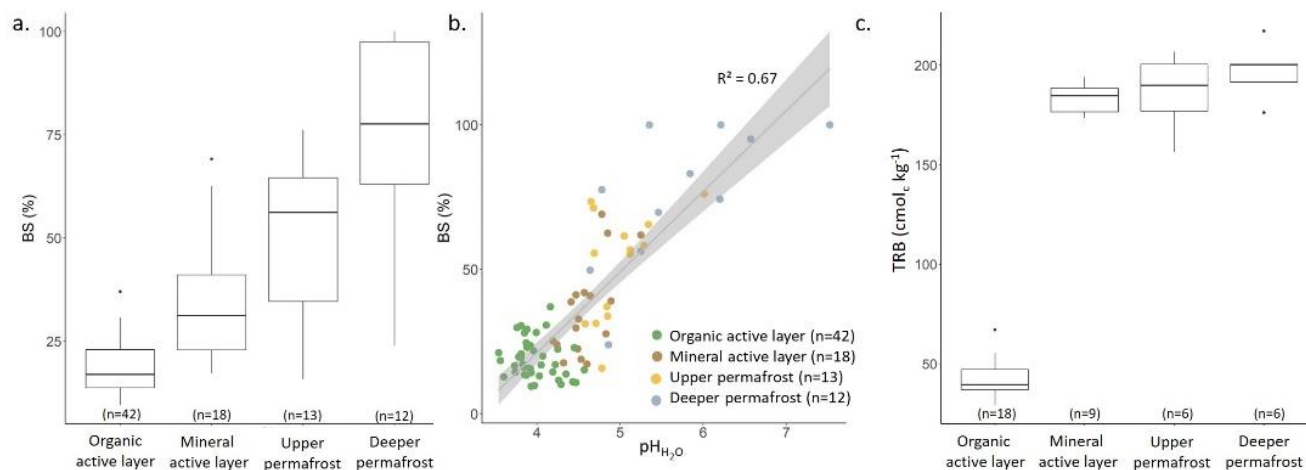 a.
100
75
50
25
BS (%)
(n=42) (n=18) (n=13) (n=12)
Organic active layer
Mineral active layer
Upper permafrost
Deeper permafrost
b.
R² = 0.67
100
50
0
BS (%)
Organic active layer (n=42)
Mineral active layer (n=18)
Upper permafrost (n=13)
Deeper permafrost (n=12)
4 5 6 7
pH_H₂O
c.
200
150
100
50
TRB (cmol_c kg⁻¹)
(n=18) (n=9) (n=6) (n=6)
Organic active layer
Mineral active layer
Upper permafrost
Deeper permafrost